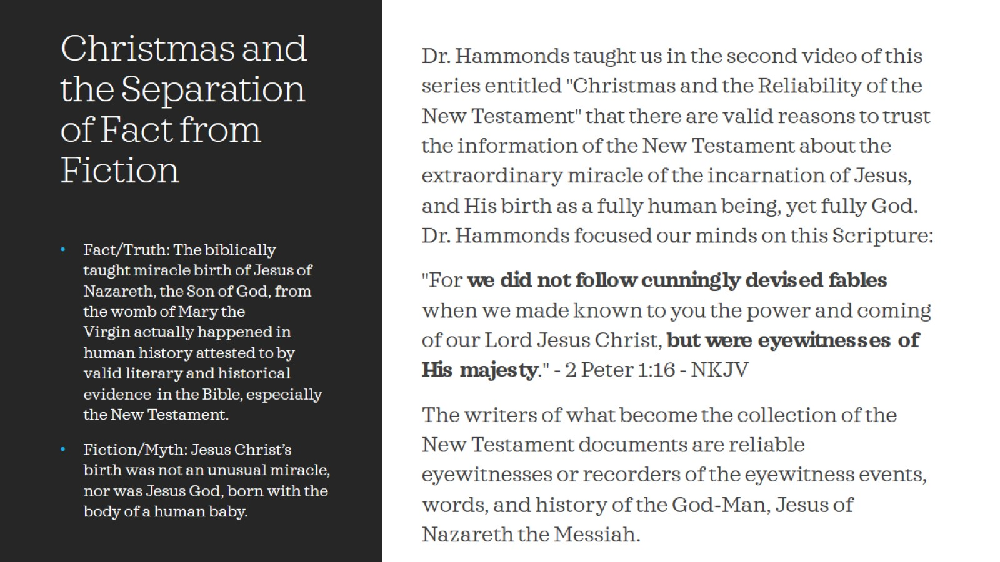 Christmas and
the Separation
of Fact from
Fiction
• Fact/Truth: The biblically
taught miracle birth of Jesus of
Nazareth, the Son of God, from
the womb of Mary the
Virgin actually happened in
human history attested to by
valid literary and historical
evidence  in the Bible, especially
the New Testament.
• Fiction/Myth: Jesus Christ’s
birth was not an unusual miracle,
nor was Jesus God, born with the
body of a human baby.
Dr. Hammonds taught us in the second video of this
series entitled "Christmas and the Reliability of the
New Testament" that there are valid reasons to trust
the information of the New Testament about the
extraordinary miracle of the incarnation of Jesus,
and His birth as a fully human being, yet fully God.
Dr. Hammonds focused our minds on this Scripture:
"For we did not follow cunningly devised fables
when we made known to you the power and coming
of our Lord Jesus Christ, but were eyewitnesses of
His majesty." - 2 Peter 1:16 - NKJV
The writers of what become the collection of the
New Testament documents are reliable
eyewitnesses or recorders of the eyewitness events,
words, and history of the God-Man, Jesus of
Nazareth the Messiah.